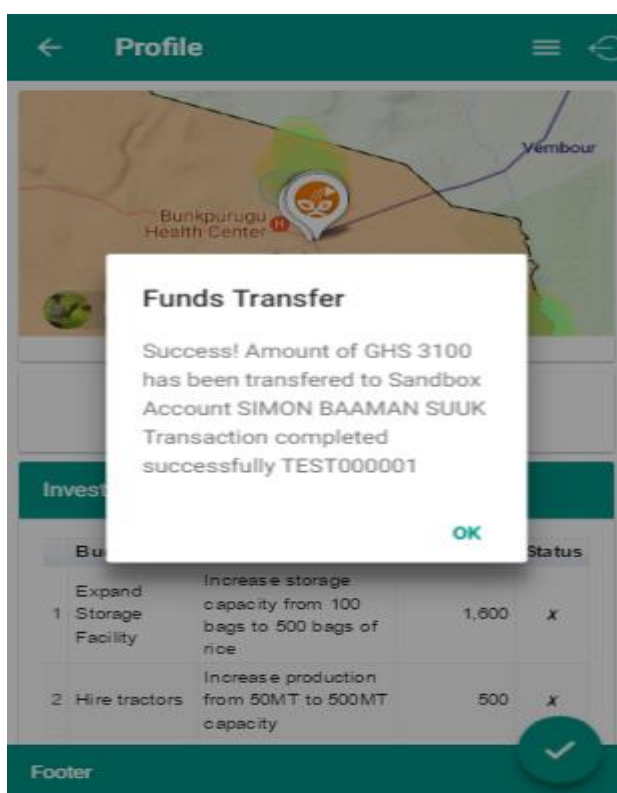 Profile
Vembour
Bunkpurugu
Health Center
H
Funds Transfer
Success! Amount of GHS 3100
has been transfered to Sandbox
Account SIMON BAAMAN SUUK
Transaction completed
successfully TEST000001
OK
Invest
Bu Status
1 Expand Storage Facility Increase storage capacity from 100 bags to 500 bags of rice 1,600 x
2 Hire tractors Increase production from 50MT to 500MT capacity 500 x
Footer